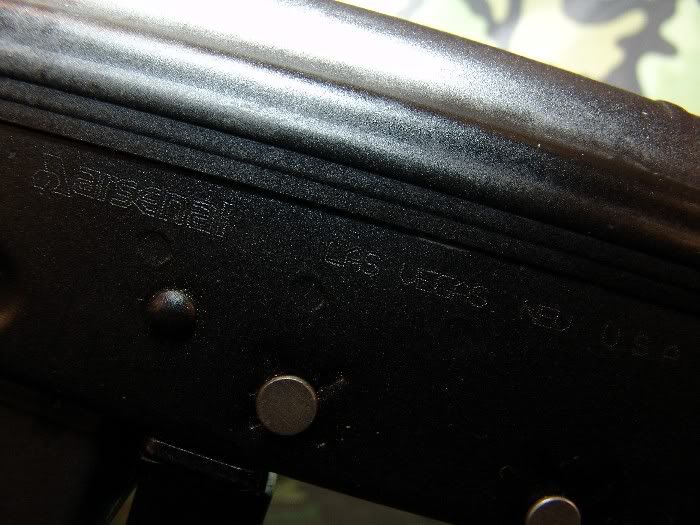 arsenal
LAS VEGAS, NEV U.S.A